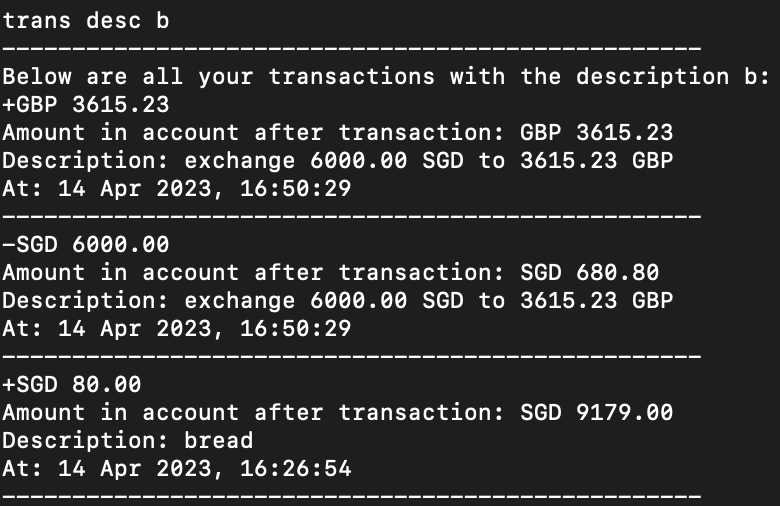 trans desc b
--------------------------------------------------
Below are all your transactions with the description b:
+GBP 3615.23
Amount in account after transaction: GBP 3615.23
Description: exchange 6000.00 SGD to 3615.23 GBP
At: 14 Apr 2023, 16:50:29
--------------------------------------------------
-SGD 6000.00
Amount in account after transaction: SGD 680.80
Description: exchange 6000.00 SGD to 3615.23 GBP
At: 14 Apr 2023, 16:50:29
--------------------------------------------------
+SGD 80.00
Amount in account after transaction: SGD 9179.00
Description: bread
At: 14 Apr 2023, 16:26:54
--------------------------------------------------